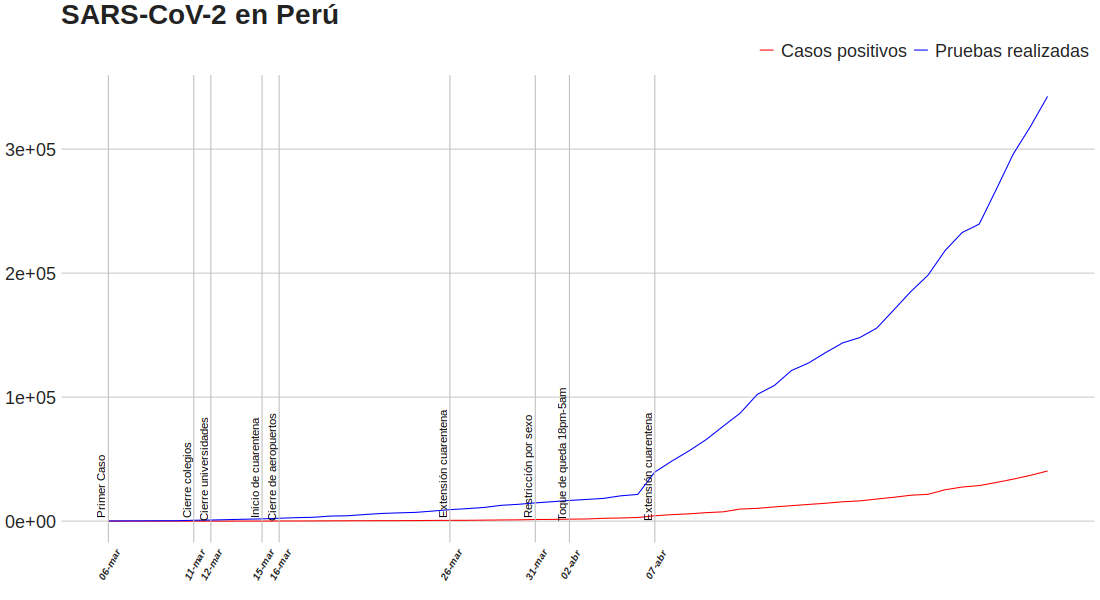 SARS-CoV-2 en Perú
Casos positivos
Pruebas realizadas
3e+05
2e+05
1e+05
0e+00
Primer Caso
Cierre colegios
Cierre universidades
Inicio de cuarentena
Cierre de aeropuertos
Extensión cuarentena
Restricción por sexo
Toque de queda 18pm-5am
Extensión cuarentena
06-mar
11-mar
12-mar
15-mar
16-mar
26-mar
31-mar
02-abr
07-abr